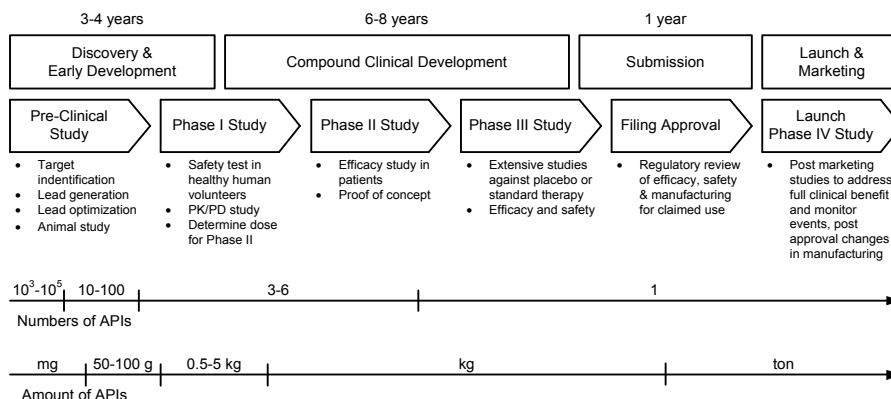 3-4 years
6-8 years
1 year
Discovery &
Early Development
Compound Clinical Development
Submission
Launch &
Marketing
Pre-Clinical
Study
Phase I Study
Phase II Study
Phase III Study
Filing Approval
Launch
Phase IV Study
• Target
indentification
• Lead generation
• Lead optimization
• Animal study
• Safety test in
healthy human
volunteers
• PK/PD study
• Determine dose
for Phase II
• Efficacy study in
patients
• Proof of concept
• Extensive studies
against placebo or
standard therapy
• Efficacy and safety
• Regulatory review
of efficacy, safety
& manufacturing
for claimed use
• Post marketing
studies to address
full clinical benefit
and monitor
events, post
approval changes
in manufacturing
10³-10⁵
10-100
3-6
1
Numbers of APIs
mg
50-100 g
0.5-5 kg
kg
ton
Amount of APIs